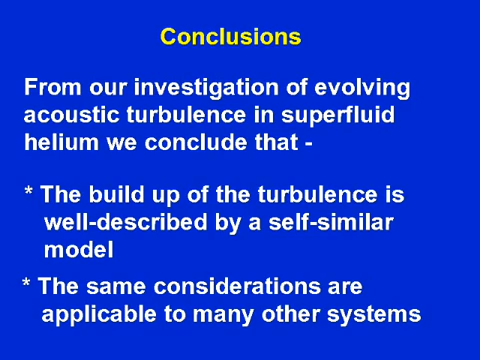 Conclusions
From our investigation of evolving
acoustic turbulence in superfluid
helium we conclude that -
* The build up of the turbulence is
well-described by a self-similar
model
* The same considerations are
applicable to many other systems